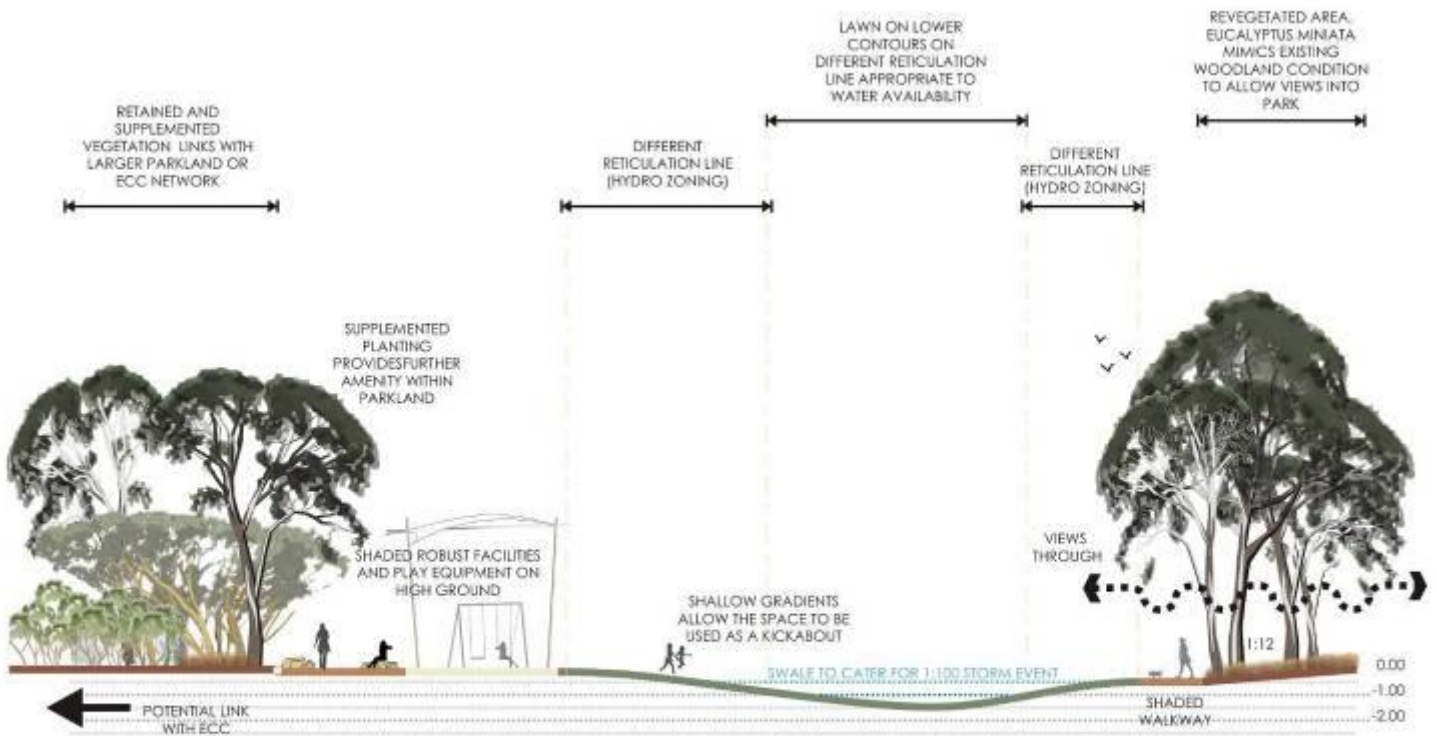 RETAINED AND
SUPPLEMENTED
VEGETATION LINKS WITH
LARGER PARKLAND OR
ECC NETWORK
DIFFERENT
RETICULATION LINE
(HYDRO ZONING)
LAWN ON LOWER
CONTOURS ON
DIFFERENT RETICULATION
LINE APPROPRIATE TO
WATER AVAILABILITY
DIFFERENT
RETICULATION LINE
(HYDRO ZONING)
REVEGETATED AREA.
EUCALYPTUS MINIATA
MIMICS EXISTING
WOODLAND CONDITION
TO ALLOW VIEWS INTO
PARK
SUPPLEMENTED
PLANTING
PROVIDESFURTHER
AMENITY WITHIN
PARKLAND
SHADED ROBUST FACILITIES
AND PLAY EQUIPMENT ON
HIGH GROUND
SHALLOW GRADIENTS
ALLOW THE SPACE TO BE
USED AS A KICKABOUT
VIEWS
THROUGH
1:12
SWALE TO CATER FOR 1:100 STORM EVENT
0.00
-1.00
-2.00
POTENTIAL LINK
WITH ECC
SHADED
WALKWAY